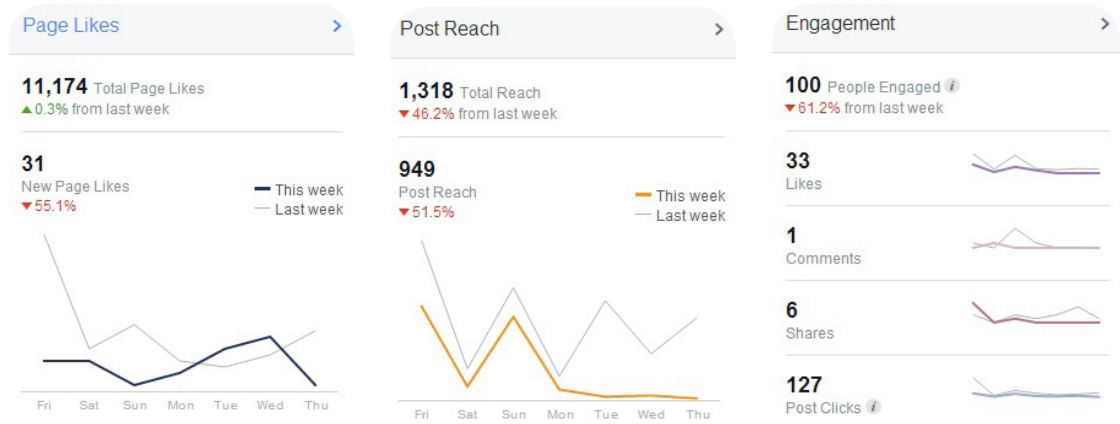 Page Likes
11,174 Total Page Likes
0.3% from last week
31
New Page Likes
55.1%
This week
Last week
Fri Sat Sun Mon Tue Wed Thu
Post Reach
1,318 Total Reach
46.2% from last week
949
Post Reach
51.5%
This week
Last week
Fri Sat Sun Mon Tue Wed Thu
Engagement
100 People Engaged i
61.2% from last week
33
Likes
1
Comments
6
Shares
127
Post Clicks i